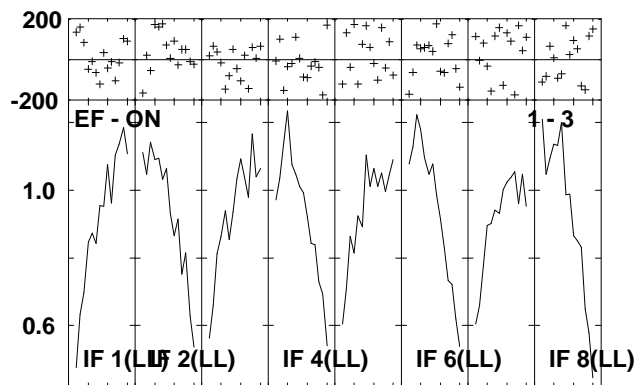 200
-200
EF - ON 1 - 3
1.0
0.6
IF 1(LL) IF 2(LL) IF 4(LL) IF 6(LL) IF 8(LL)